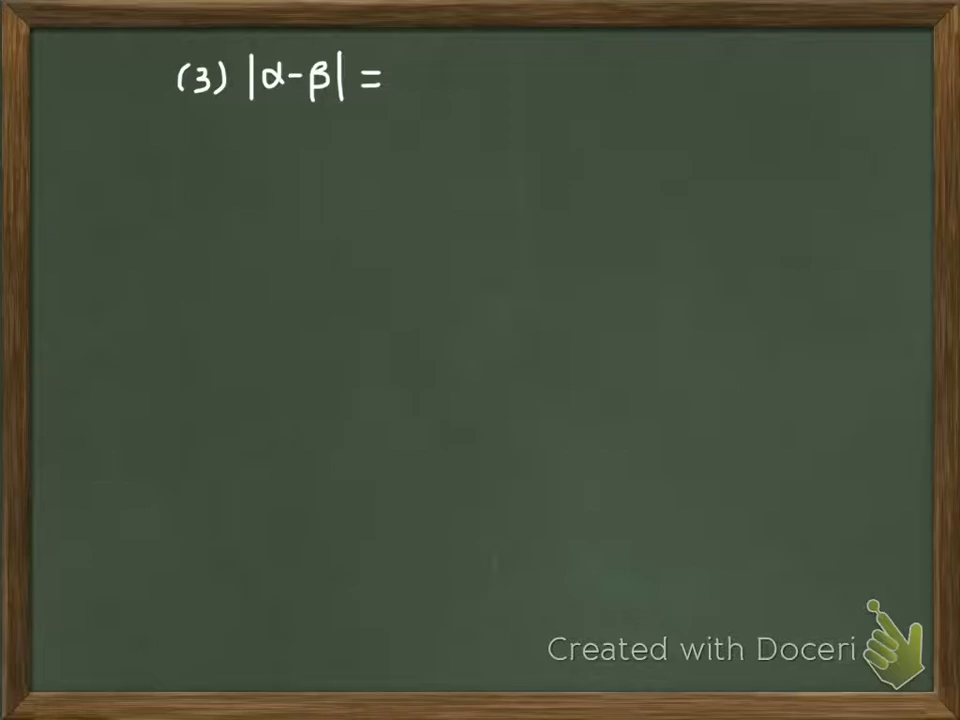 (3) |α-β| =
Created with Doceri